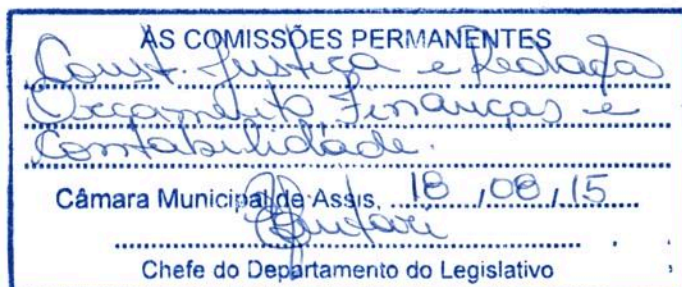 ÀS COMISSÕES PERMANENTES
Const. Justiça e Redação
Orçamento Finanças e
Contabilidade.
Câmara Municipal de Assis, 18 / 08 / 15
Chefe do Departamento do Legislativo